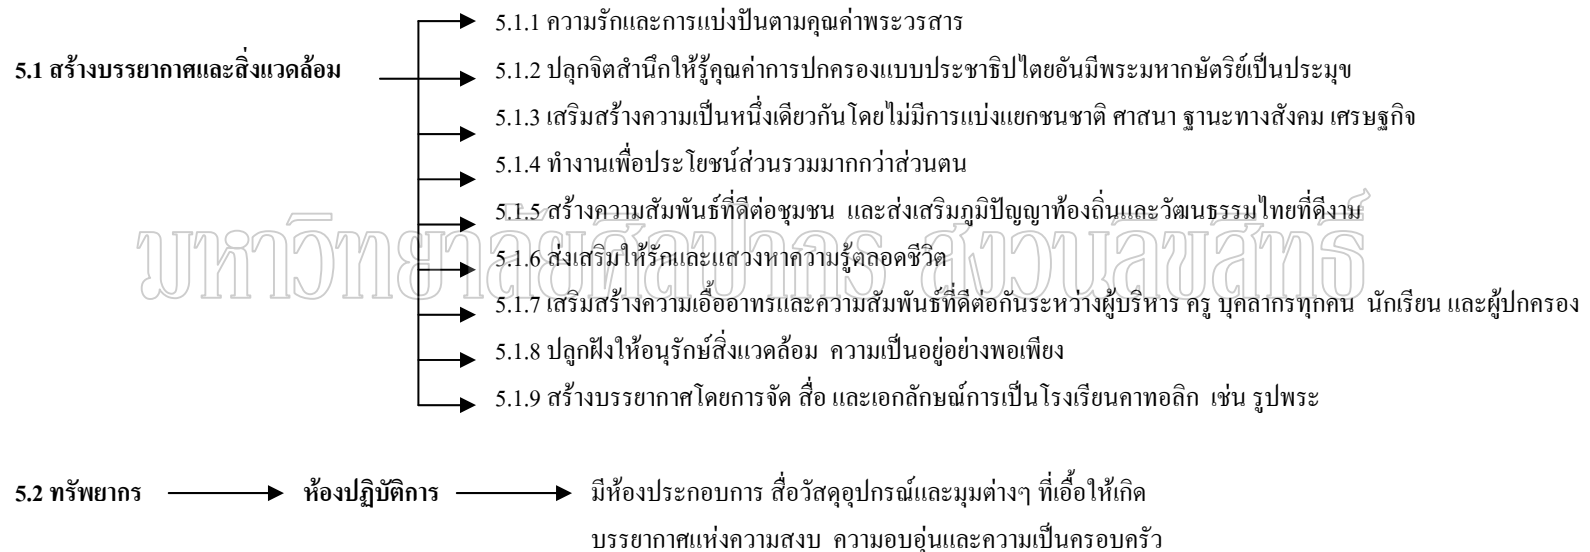 5.1.1 ความรักและการแบ่งปันตามคุณค่าพระวรสาร
5.1 สร้างบรรยากาศและสิ่งแวดล้อม
5.1.2 ปลุกจิตสำนึกให้รู้คุณค่าการปกครองแบบประชาธิปไตยอันมีพระมหากษัตริย์เป็นประมุข
5.1.3 เสริมสร้างความเป็นหนึ่งเดียวกันโดยไม่มีการแบ่งแยกชนชาติ ศาสนา ฐานะทางสังคม เศรษฐกิจ
5.1.4 ทำงานเพื่อประโยชน์ส่วนรวมมากกว่าส่วนตน
5.1.5 สร้างความสัมพันธ์ที่ดีต่อชุมชน และส่งเสริมภูมิปัญญาท้องถิ่นและวัฒนธรรมไทยที่ดีงาม
มหาวิทยาลัยศิลปากร สงวนลิขสิทธิ์
5.1.6 ส่งเสริมให้รักและแสวงหาความรู้ตลอดชีวิต
5.1.7 เสริมสร้างความเอื้ออาทรและความสัมพันธ์ที่ดีต่อกันระหว่างผู้บริหาร ครู บุคลากรทุกคน นักเรียน และผู้ปกครอง
5.1.8 ปลูกฝังให้อนุรักษ์สิ่งแวดล้อม ความเป็นอยู่อย่างพอเพียง
5.1.9 สร้างบรรยากาศโดยการจัด สื่อ และเอกลักษณ์การเป็นโรงเรียนคาทอลิก เช่น รูปพระ
5.2 ทรัพยากร ห้องปฏิบัติการ มีห้องประกอบการ สื่อวัสดุอุปกรณ์และมุมต่างๆ ที่เอื้อให้เกิด
บรรยากาศแห่งความสงบ ความอบอุ่นและความเป็นครอบครัว